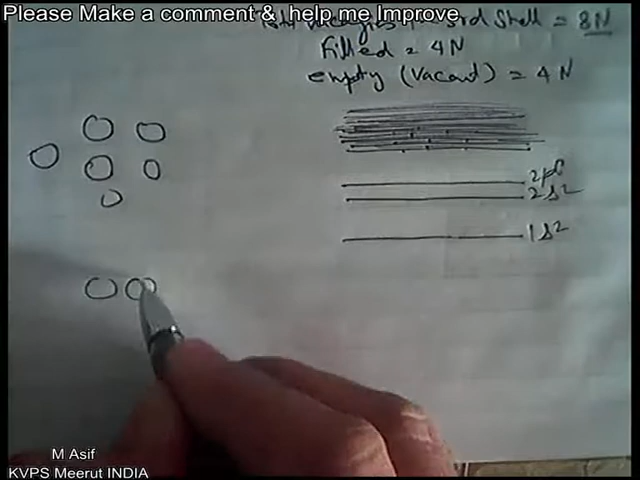 Please Make a comment & help me Improve
3rd Shell = 8N
Filled = 4N
empty (Vacant) = 4N
2p6
2s2
1s2
M Asif
KVPS Meerut INDIA